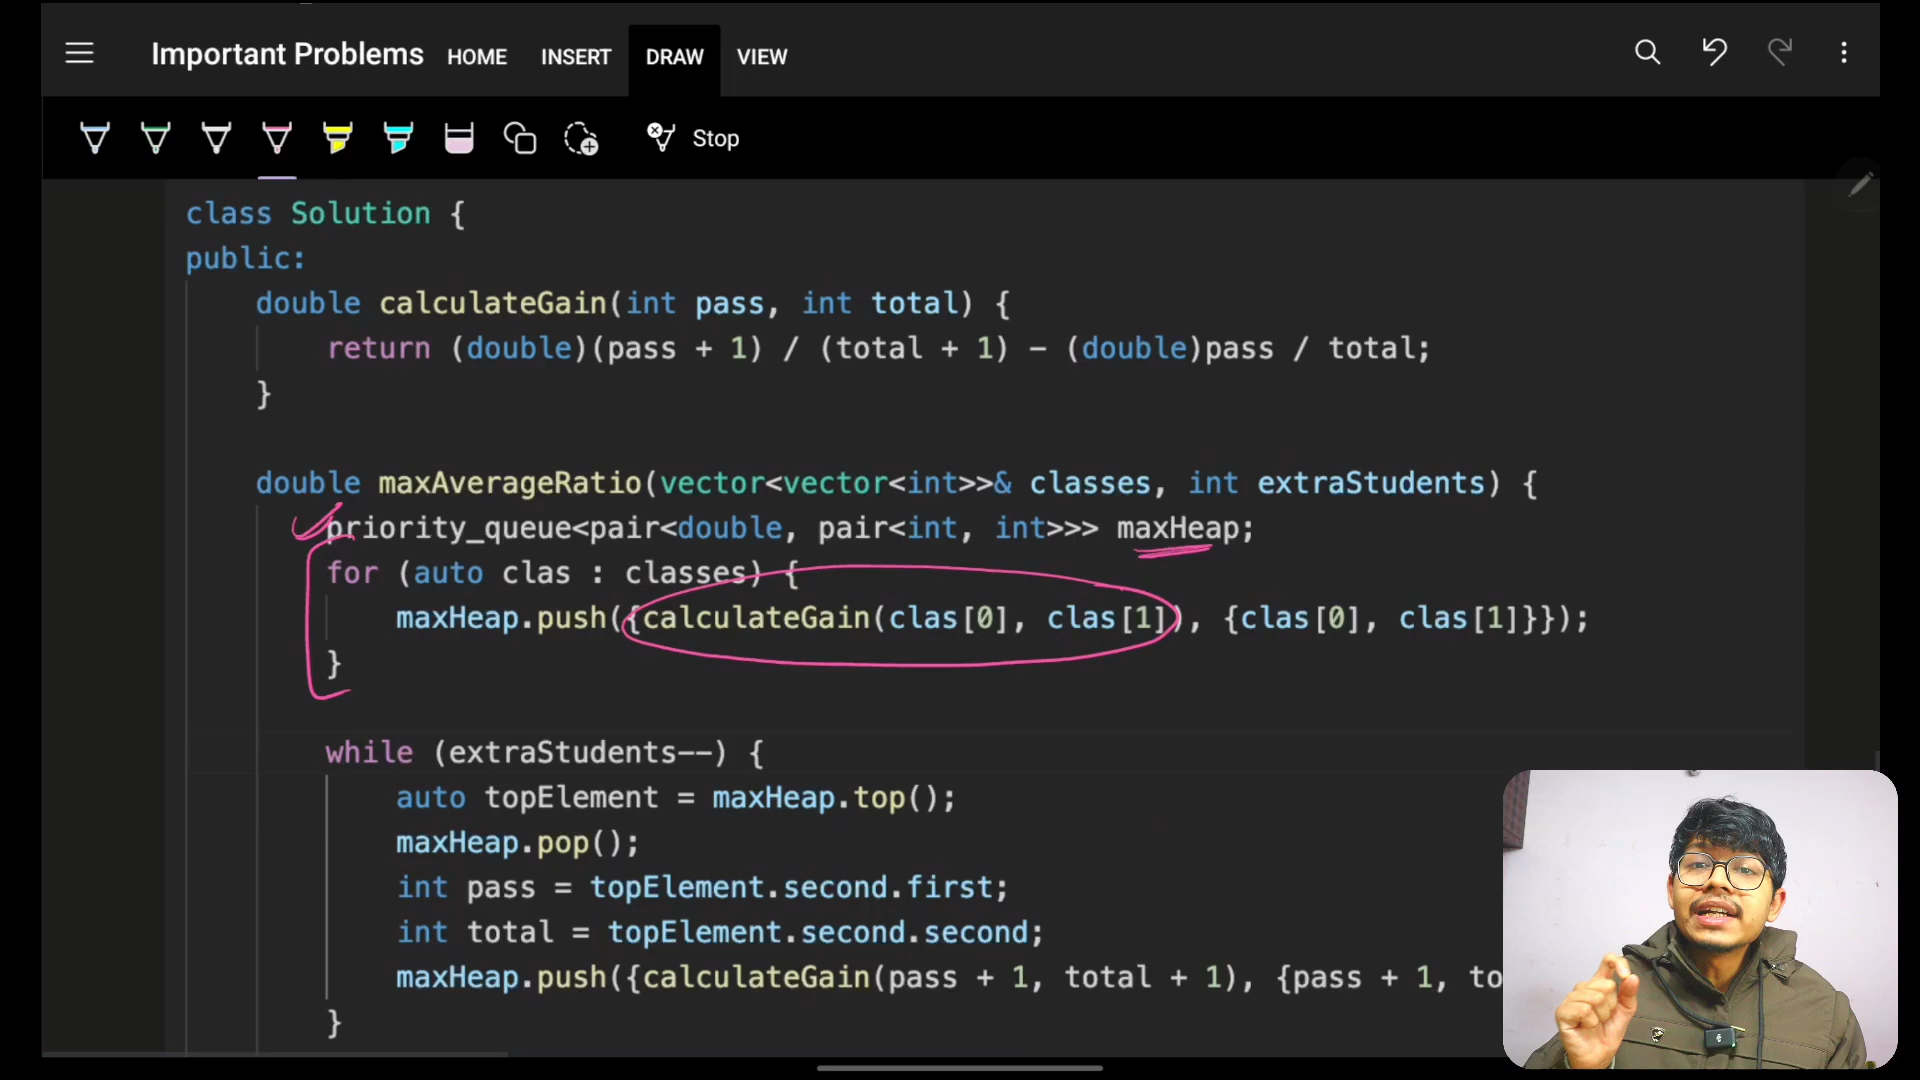 Important Problems HOME INSERT DRAW VIEW
Stop
class Solution {
public:
double calculateGain(int pass, int total) {
return (double)(pass + 1) / (total + 1) - (double)pass / total;
}
double maxAverageRatio(vector<vector<int>>& classes, int extraStudents) {
priority_queue<pair<double, pair<int, int>>> maxHeap;
for (auto clas : classes) {
maxHeap.push({calculateGain(clas[0], clas[1]), {clas[0], clas[1]}});
}
while (extraStudents--) {
auto topElement = maxHeap.top();
maxHeap.pop();
int pass = topElement.second.first;
int total = topElement.second.second;
maxHeap.push({calculateGain(pass + 1, total + 1), {pass + 1, to
}